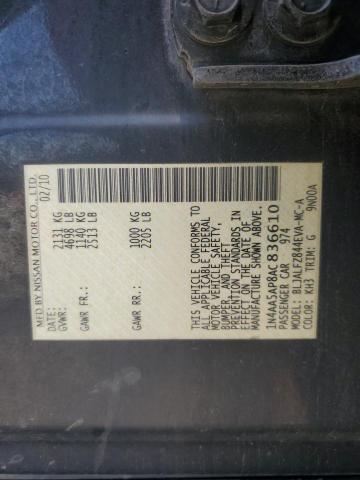 MFD BY NISSAN MOTOR CO., LTD.
DATE: 02/10
GVWR: 2131 KG
4698 LB
GAWR FR.: 1140 KG
2513 LB
GAWR RR.: 1000 KG
2205 LB
THIS VEHICLE CONFORMS TO
ALL APPLICABLE FEDERAL
MOTOR VEHICLE SAFETY,
BUMPER, AND THEFT
PREVENTION STANDARDS IN
EFFECT ON THE DATE OF
MANUFACTURE SHOWN ABOVE.
1N4AA5AP8AC836610
PASSENGER CAR 974
MODEL: BLJALFZ844EVA-MC-A
COLOR: KH3 TRIM: G 9N00A